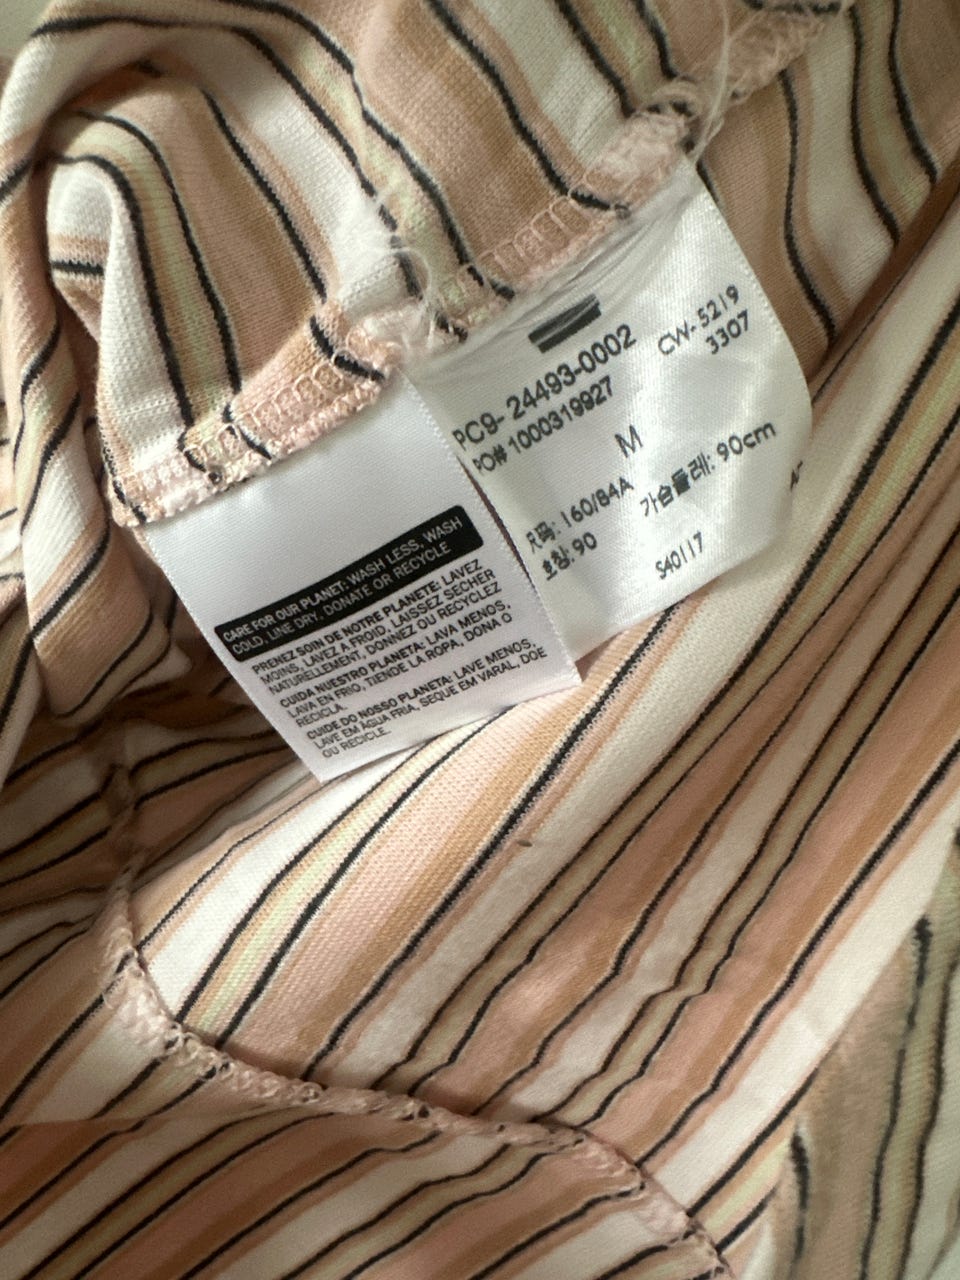 PC9- 24493-0002
CW- 5219
3307
PO# 1000319927
M
尺码: 160/84A
가슴둘레: 90cm
호칭: 90
S40117
CARE FOR OUR PLANET: WASH LESS, WASH
COLD, LINE DRY, DONATE OR RECYCLE
PRENEZ SOIN DE NOTRE PLANETE: LAVEZ
MOINS, LAVEZ A FROID, LAISSEZ SECHER
NATURELLEMENT, DONNEZ OU RECYCLEZ
CUIDA NUESTRO PLANETA: LAVA MENOS,
LAVA EN FRIO, TIENDE LA ROPA, DONA O
RECICLA.
CUIDE DO NOSSO PLANETA: LAVE MENOS,
LAVE EM ÁGUA FRIA, SEQUE EM VARAL, DOE
OU RECICLE.